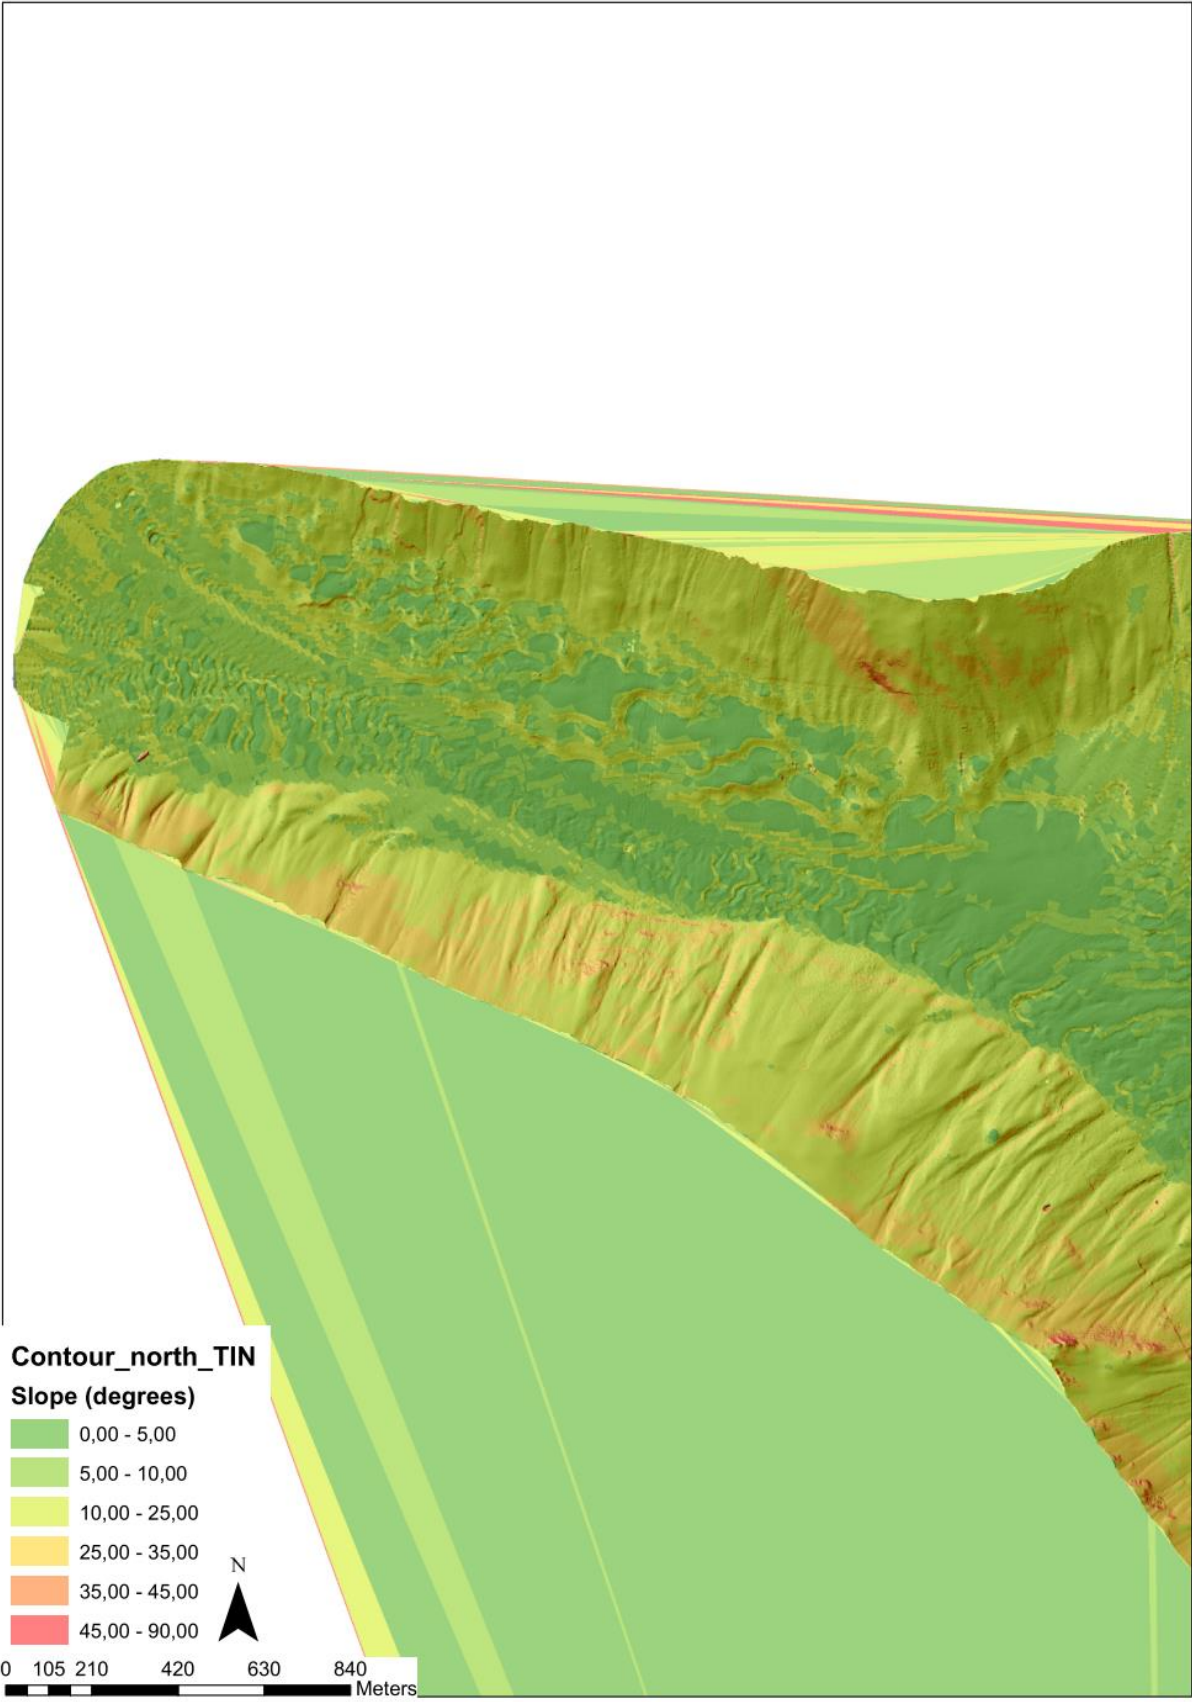 Contour_north_TIN
Slope (degrees)
0,00 - 5,00
5,00 - 10,00
10,00 - 25,00
25,00 - 35,00
35,00 - 45,00
45,00 - 90,00
N
0 105 210 420 630 840
Meters